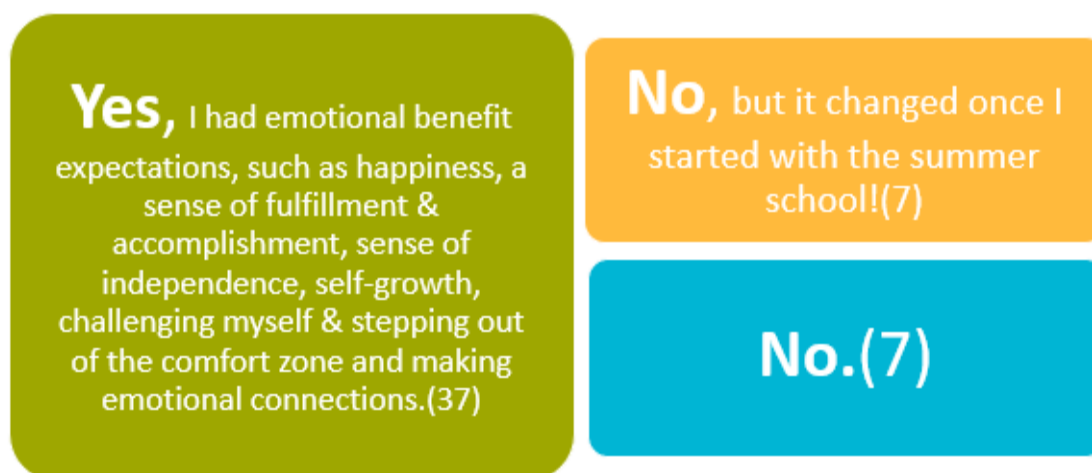 Yes, I had emotional benefit
expectations, such as happiness, a
sense of fulfillment &
accomplishment, sense of
independence, self-growth,
challenging myself & stepping out
of the comfort zone and making
emotional connections.(37)
No, but it changed once I
started with the summer
school!(7)
No.(7)